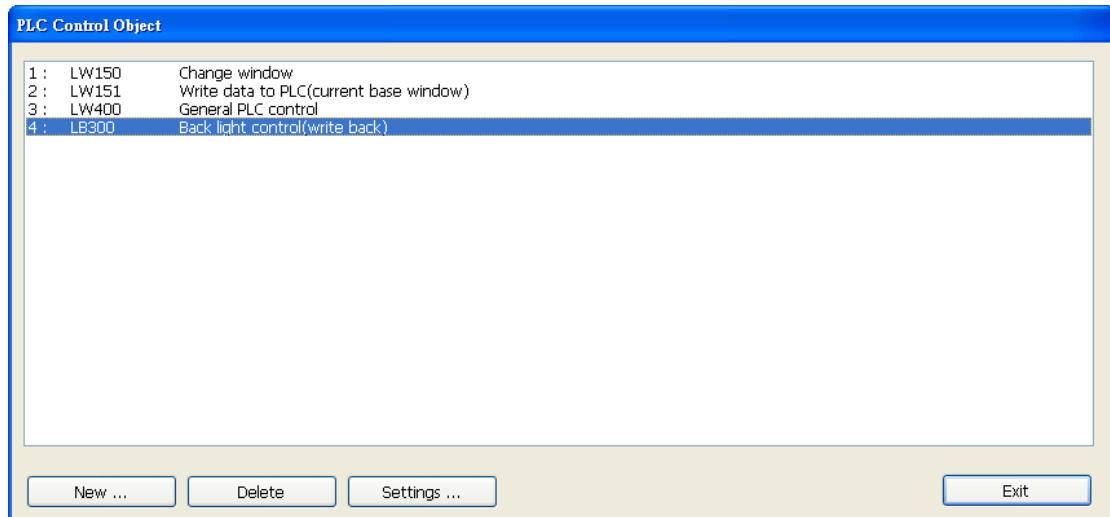 PLC Control Object
1 : LW150 Change window
2 : LW151 Write data to PLC(current base window)
3 : LW400 General PLC control
4 : LB300 Back light control(write back)
New ... Delete Settings ... Exit